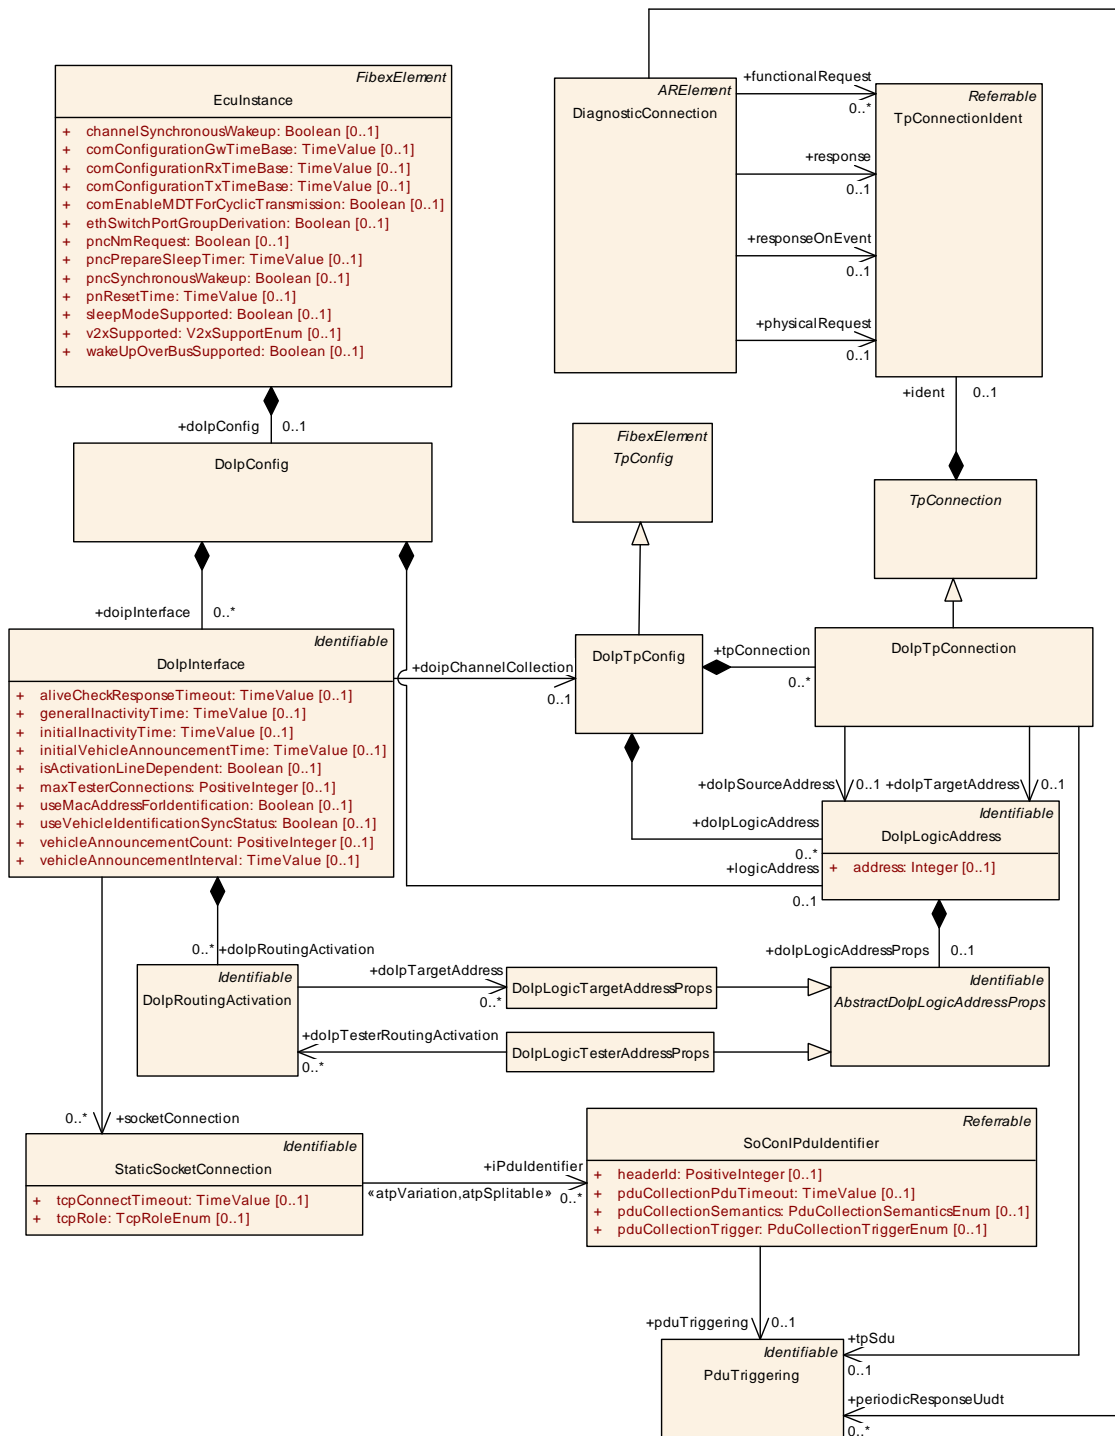 FibexElement
EcuInstance
+ channelSynchronousWakeup: Boolean [0..1]
+ comConfigurationGwTimeBase: TimeValue [0..1]
+ comConfigurationRxTimeBase: TimeValue [0..1]
+ comConfigurationTxTimeBase: TimeValue [0..1]
+ comEnableMDTForCyclicTransmission: Boolean [0..1]
+ ethSwitchPortGroupDerivation: Boolean [0..1]
+ pncNmRequest: Boolean [0..1]
+ pncPrepareSleepTimer: TimeValue [0..1]
+ pncSynchronousWakeup: Boolean [0..1]
+ pnResetTime: TimeValue [0..1]
+ sleepModeSupported: Boolean [0..1]
+ v2xSupported: V2xSupportEnum [0..1]
+ wakeUpOverBusSupported: Boolean [0..1]
ARElement
DiagnosticConnection
+functionalRequest
0..*
+response
0..1
+responseOnEvent
0..1
+physicalRequest
0..1
Referrable
TpConnectionIdent
+ident 0..1
+doIpConfig 0..1
DoIpConfig
FibexElement
TpConfig
TpConnection
+doipInterface 0..*
Identifiable
DoIpInterface
+ aliveCheckResponseTimeout: TimeValue [0..1]
+ generalInactivityTime: TimeValue [0..1]
+ initialInactivityTime: TimeValue [0..1]
+ initialVehicleAnnouncementTime: TimeValue [0..1]
+ isActivationLineDependent: Boolean [0..1]
+ maxTesterConnections: PositiveInteger [0..1]
+ useMacAddressForIdentification: Boolean [0..1]
+ useVehicleIdentificationSyncStatus: Boolean [0..1]
+ vehicleAnnouncementCount: PositiveInteger [0..1]
+ vehicleAnnouncementInterval: TimeValue [0..1]
+doipChannelCollection
0..1
DoIpTpConfig
+tpConnection
0..*
DoIpTpConnection
+doIpSourceAddress 0..1
+doIpTargetAddress 0..1
+doIpLogicAddress
0..*
+logicAddress
0..1
Identifiable
DoIpLogicAddress
+ address: Integer [0..1]
0..* +doIpRoutingActivation
+doIpLogicAddressProps 0..1
Identifiable
DoIpRoutingActivation
+doIpTargetAddress
0..*
DoIpLogicTargetAddressProps
Identifiable
AbstractDoIpLogicAddressProps
+doIpTesterRoutingActivation
0..*
DoIpLogicTesterAddressProps
0..* +socketConnection
Identifiable
StaticSocketConnection
+ tcpConnectTimeout: TimeValue [0..1]
+ tcpRole: TcpRoleEnum [0..1]
+iPduIdentifier
«atpVariation,atpSplitable» 0..*
Referrable
SoConIPduIdentifier
+ headerId: PositiveInteger [0..1]
+ pduCollectionPduTimeout: TimeValue [0..1]
+ pduCollectionSemantics: PduCollectionSemanticsEnum [0..1]
+ pduCollectionTrigger: PduCollectionTriggerEnum [0..1]
+pduTriggering 0..1
Identifiable
PduTriggering
+tpSdu
0..1
+periodicResponseUudt
0..*